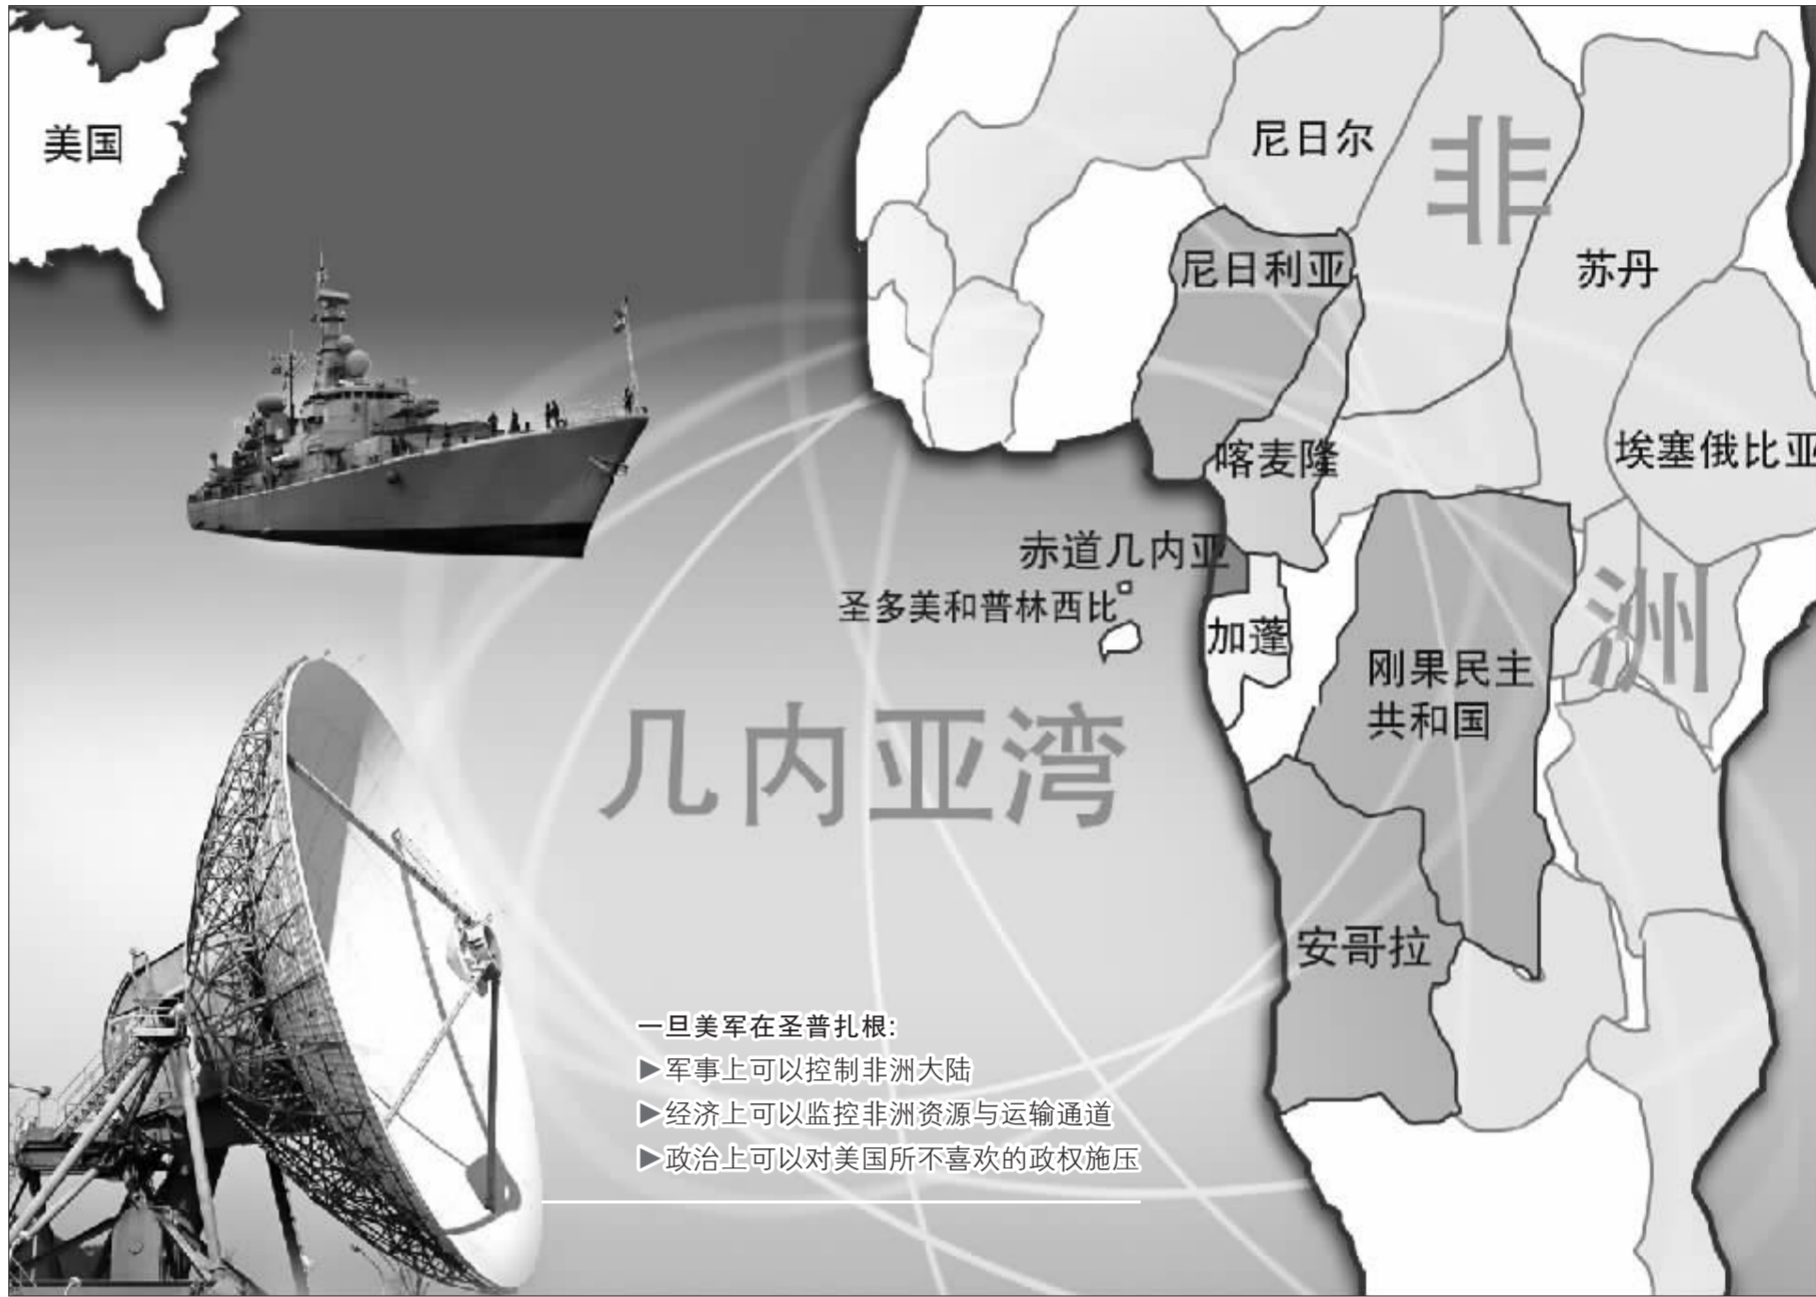 美国
尼日尔
非
尼日利亚
苏丹
喀麦隆
埃塞俄比亚
赤道几内亚
圣多美和普林西比
加蓬
洲
刚果民主
共和国
几内亚湾
安哥拉
一旦美军在圣普扎根:
▶军事上可以控制非洲大陆
▶经济上可以监控非洲资源与运输通道
▶政治上可以对美国所不喜欢的政权施压